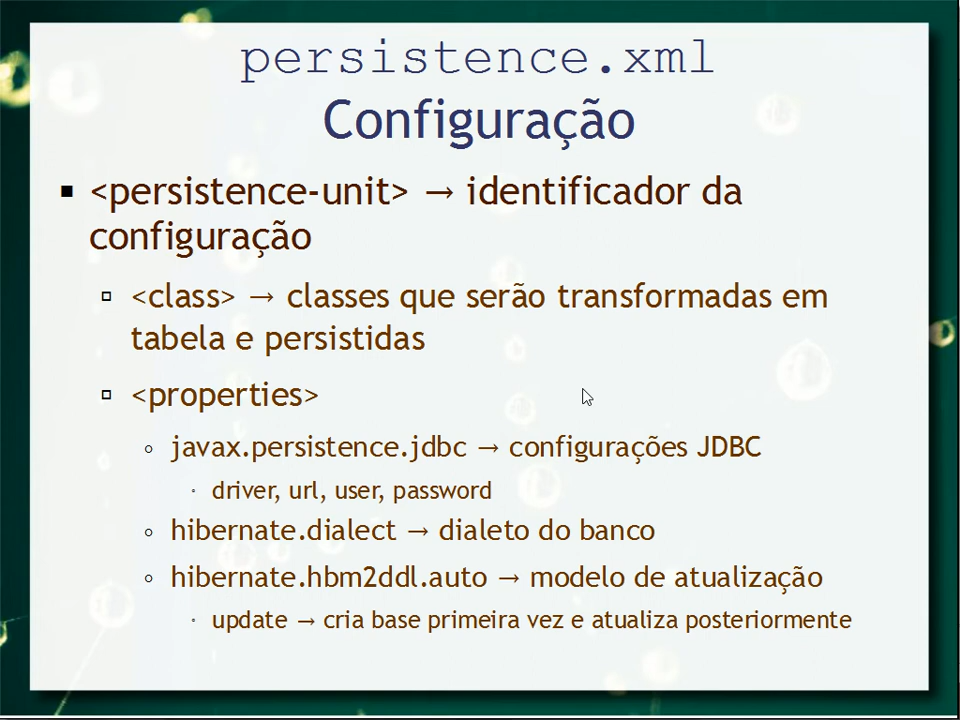 persistence.xml
Configuração
<persistence-unit> → identificador da
configuração
<class> → classes que serão transformadas em
tabela e persistidas
<properties>
javax.persistence.jdbc → configurações JDBC
driver, url, user, password
hibernate.dialect → dialeto do banco
hibernate.hbm2ddl.auto → modelo de atualização
update → cria base primeira vez e atualiza posteriormente